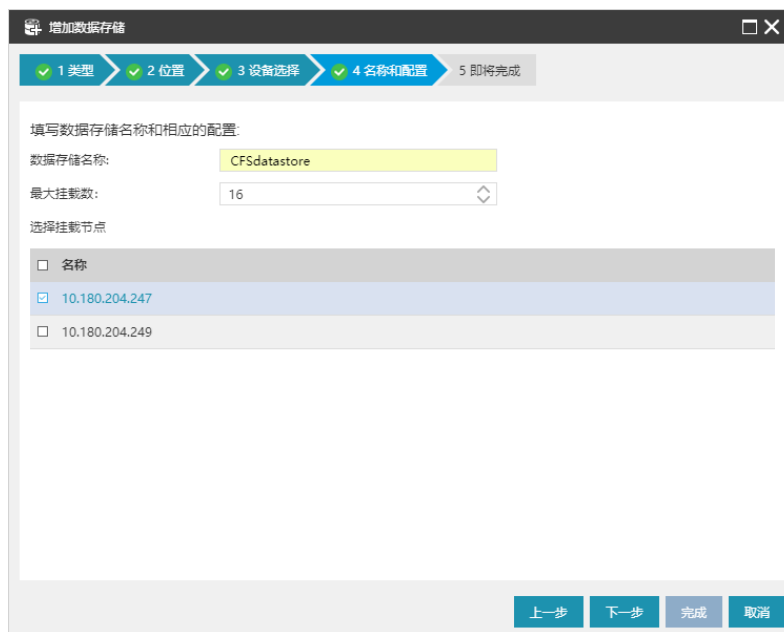 增加数据存储
1 类型 2 位置 3 设备选择 4 名称和配置 5 即将完成
填写数据存储名称和相应的配置:
数据存储名称: CFSdatastore
最大挂载数: 16
选择挂载节点
名称
10.180.204.247
10.180.204.249
上一步 下一步 完成 取消